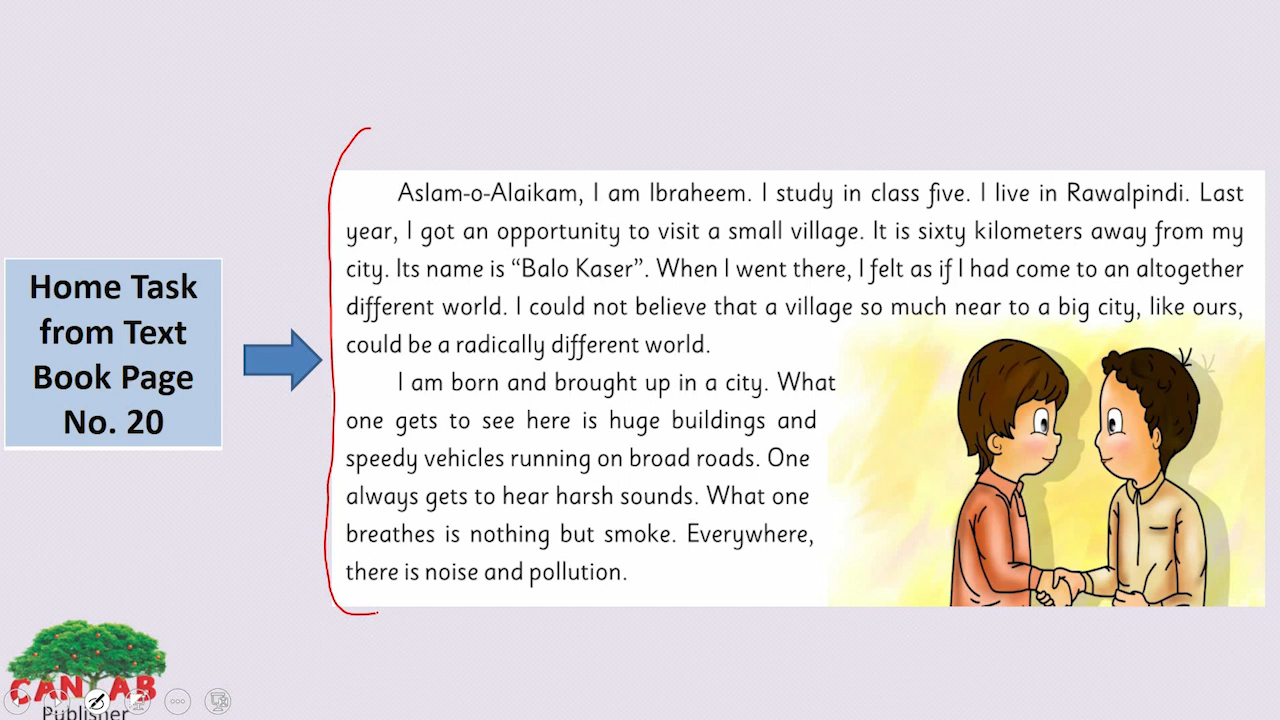 Home Task
from Text
Book Page
No. 20
Aslam-o-Alaikam, I am Ibraheem. I study in class five. I live in Rawalpindi. Last
year, I got an opportunity to visit a small village. It is sixty kilometers away from my
city. Its name is “Balo Kaser”. When I went there, I felt as if I had come to an altogether
different world. I could not believe that a village so much near to a big city, like ours,
could be a radically different world.
I am born and brought up in a city. What
one gets to see here is huge buildings and
speedy vehicles running on broad roads. One
always gets to hear harsh sounds. What one
breathes is nothing but smoke. Everywhere,
there is noise and pollution.
CANTAB
Publisher